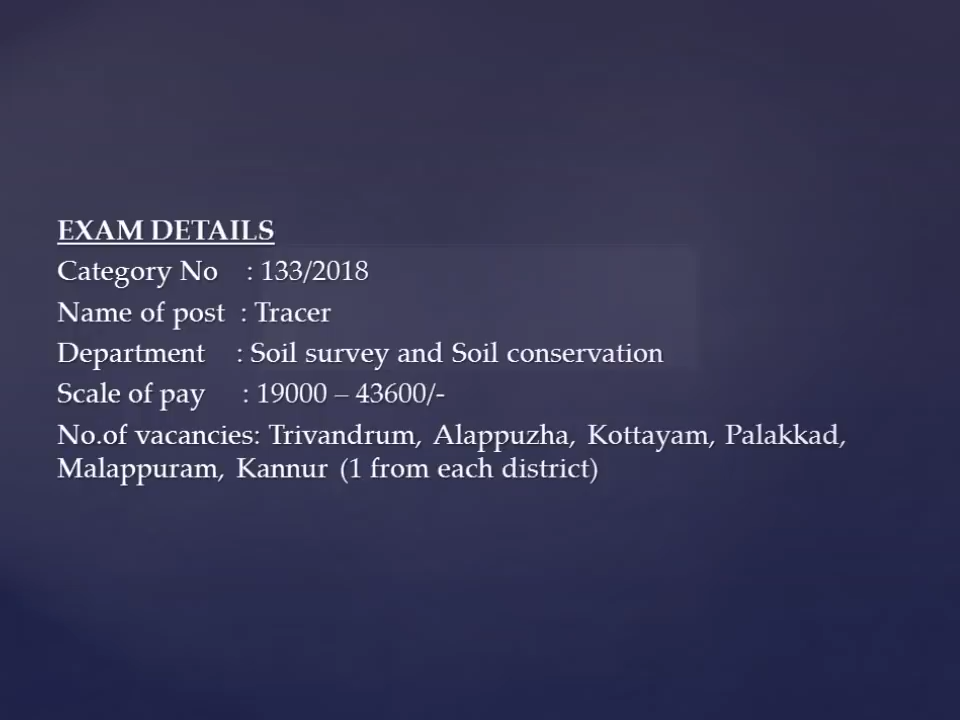 EXAM DETAILS
Category No : 133/2018
Name of post : Tracer
Department : Soil survey and Soil conservation
Scale of pay : 19000 – 43600/-
No.of vacancies: Trivandrum, Alappuzha, Kottayam, Palakkad,
Malappuram, Kannur (1 from each district)